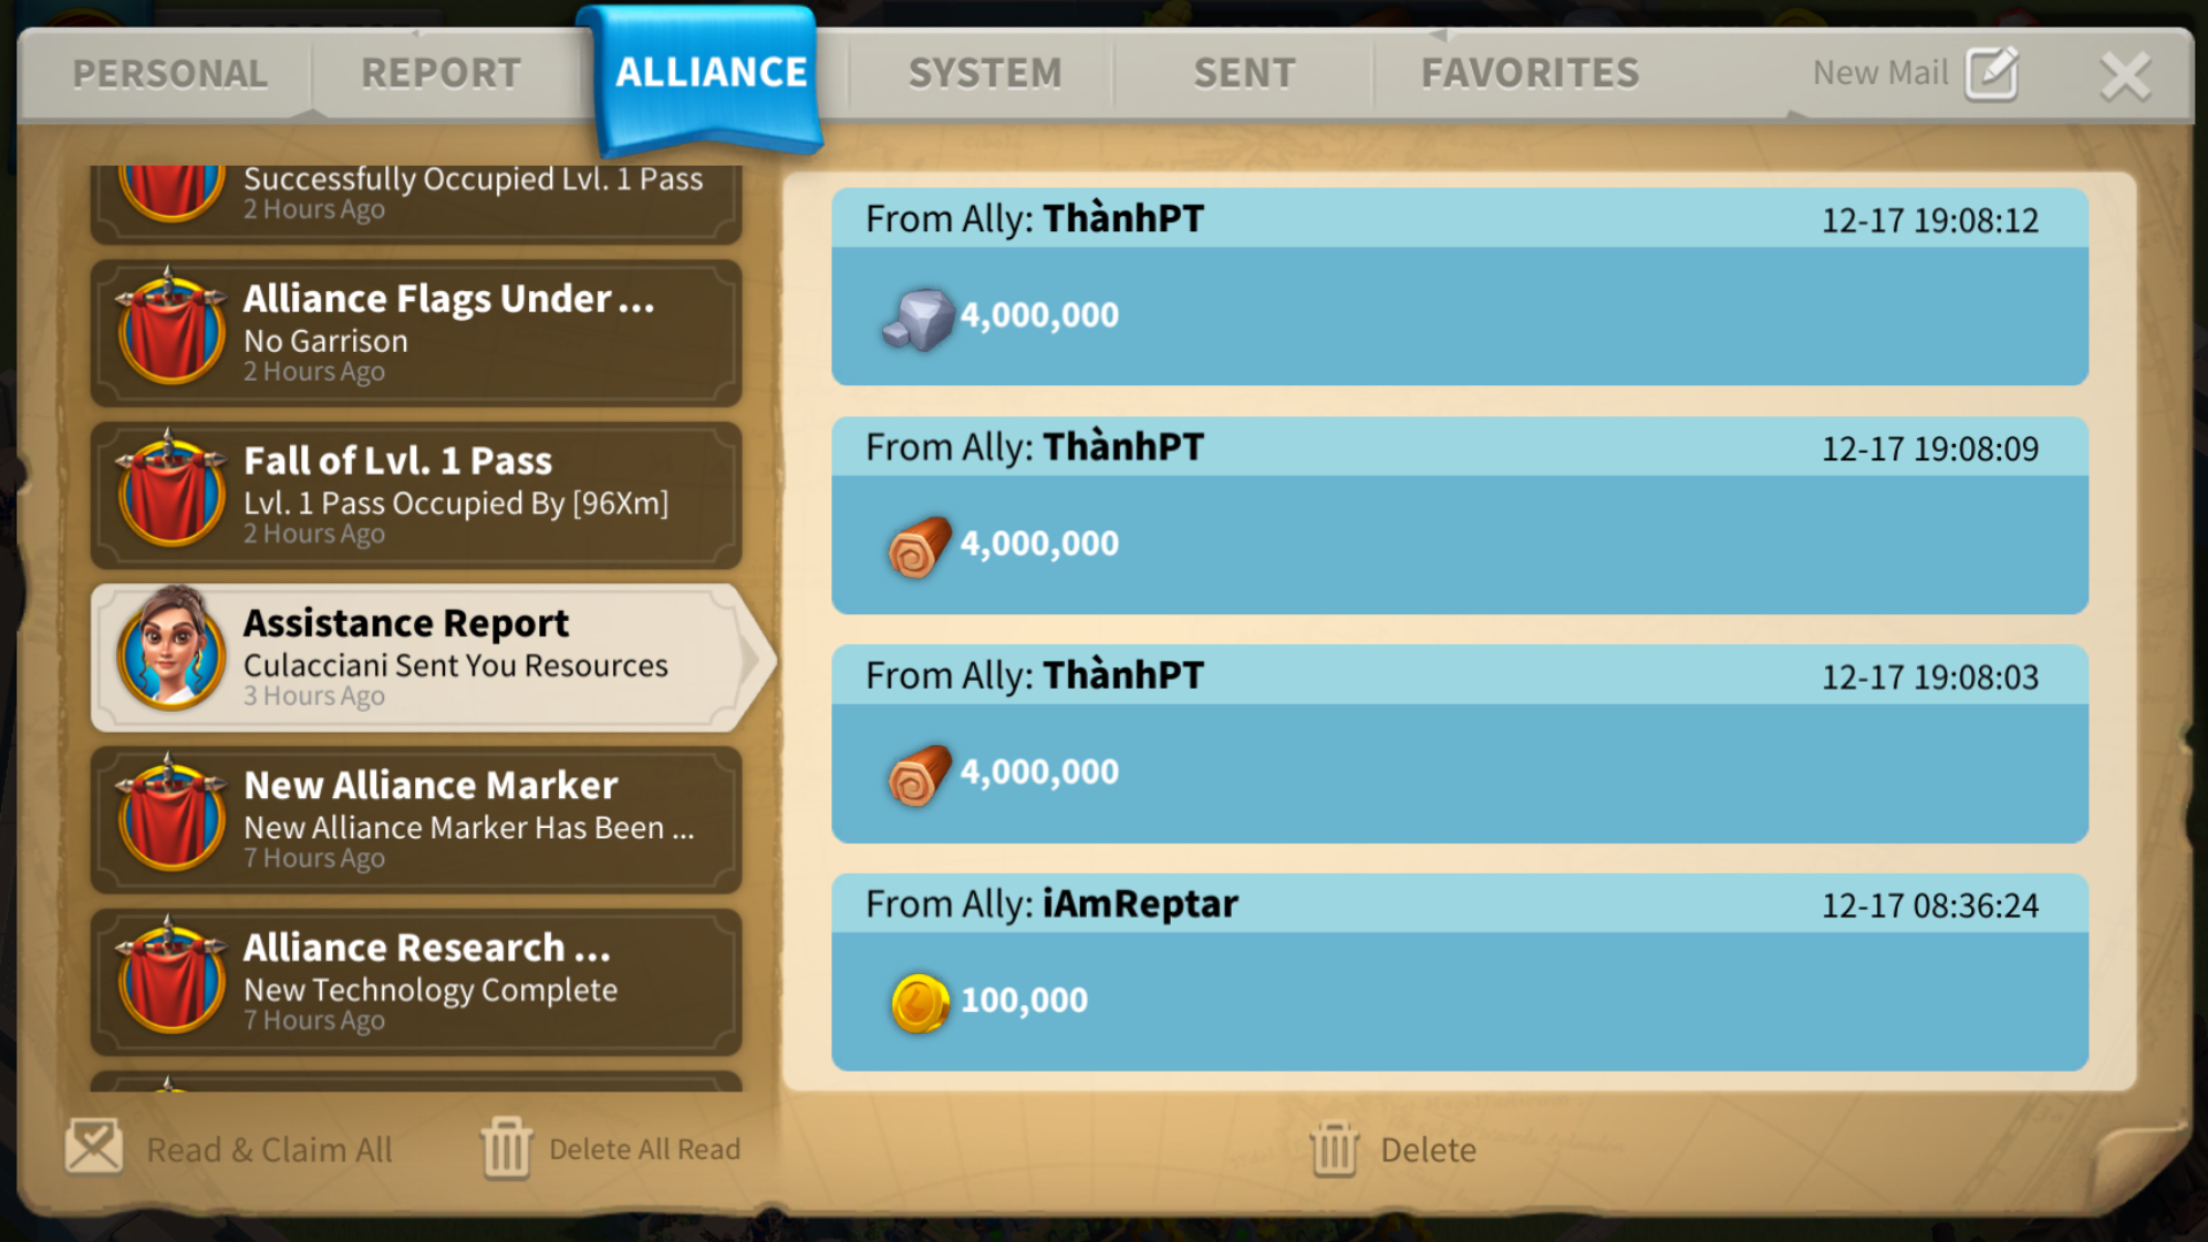 PERSONAL
REPORT
ALLIANCE
SYSTEM
SENT
FAVORITES
New Mail
Successfully Occupied Lvl. 1 Pass
2 Hours Ago
Alliance Flags Under ...
No Garrison
2 Hours Ago
Fall of Lvl. 1 Pass
Lvl. 1 Pass Occupied By [96Xm]
2 Hours Ago
Assistance Report
Culacciani Sent You Resources
3 Hours Ago
New Alliance Marker
New Alliance Marker Has Been ...
7 Hours Ago
Alliance Research ...
New Technology Complete
7 Hours Ago
Read & Claim All
Delete All Read
From Ally: ThànhPT
12-17 19:08:12
4,000,000
From Ally: ThànhPT
12-17 19:08:09
4,000,000
From Ally: ThànhPT
12-17 19:08:03
4,000,000
From Ally: iAmReptar
12-17 08:36:24
100,000
Delete